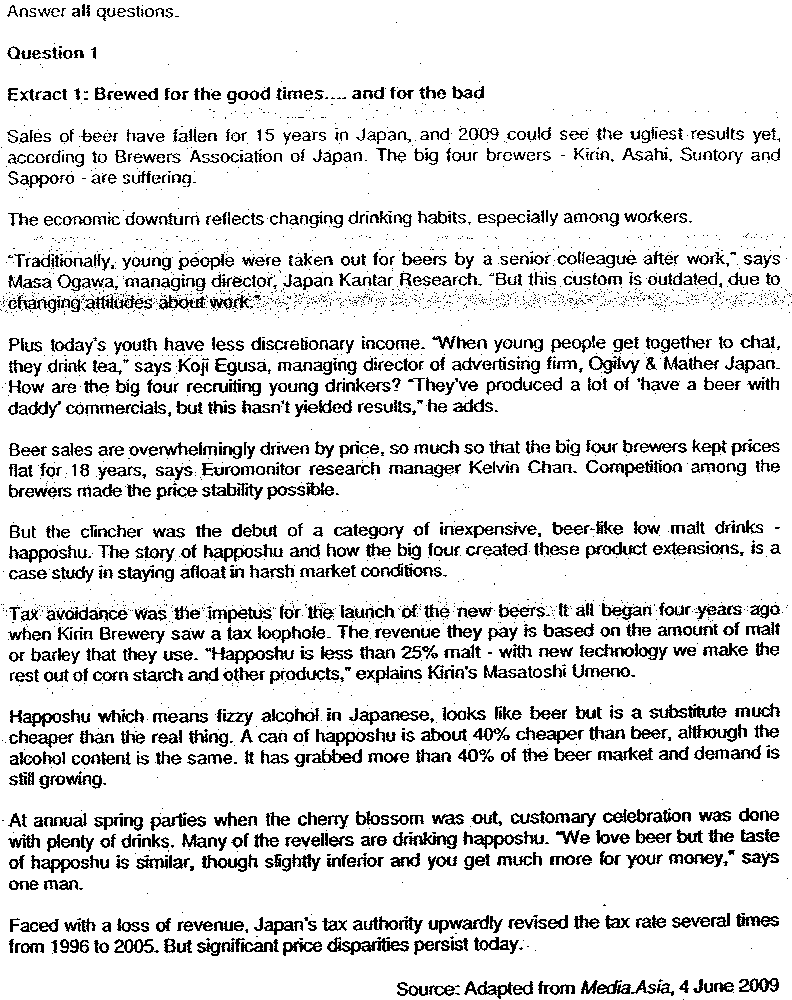 Answer all questions.
Question 1
Extract 1: Brewed for the good times.... and for the bad
Sales of beer have fallen for 15 years in Japan, and 2009 could see the ugliest results yet,
according to Brewers Association of Japan. The big four brewers - Kirin, Asahi, Suntory and
Sapporo - are suffering.
The economic downturn reflects changing drinking habits, especially among workers.
"Traditionally, young people were taken out for beers by a senior colleague after work," says
Masa Ogawa, managing director, Japan Kantar Research. "But this custom is outdated, due to
changing attitudes about work."
Plus today's youth have less discretionary income. "When young people get together to chat,
they drink tea," says Koji Egusa, managing director of advertising firm, Ogilvy & Mather Japan.
How are the big four recruiting young drinkers? "They've produced a lot of 'have a beer with
daddy' commercials, but this hasn't yielded results," he adds.
Beer sales are overwhelmingly driven by price, so much so that the big four brewers kept prices
flat for 18 years, says Euromonitor research manager Kelvin Chan. Competition among the
brewers made the price stability possible.
But the clincher was the debut of a category of inexpensive, beer-like low malt drinks -
happoshu. The story of happoshu and how the big four created these product extensions, is a
case study in staying afloat in harsh market conditions.
Tax avoidance was the impetus for the launch of the new beers. It all began four years ago
when Kirin Brewery saw a tax loophole. The revenue they pay is based on the amount of malt
or barley that they use. "Happoshu is less than 25% malt - with new technology we make the
rest out of corn starch and other products," explains Kirin's Masatoshi Umeno.
Happoshu which means fizzy alcohol in Japanese, looks like beer but is a substitute much
cheaper than the real thing. A can of happoshu is about 40% cheaper than beer, although the
alcohol content is the same. It has grabbed more than 40% of the beer market and demand is
still growing.
At annual spring parties when the cherry blossom was out, customary celebration was done
with plenty of drinks. Many of the revellers are drinking happoshu. "We love beer but the taste
of happoshu is similar, though slightly inferior and you get much more for your money," says
one man.
Faced with a loss of revenue, Japan's tax authority upwardly revised the tax rate several times
from 1996 to 2005. But significant price disparities persist today.
Source: Adapted from Media.Asia, 4 June 2009